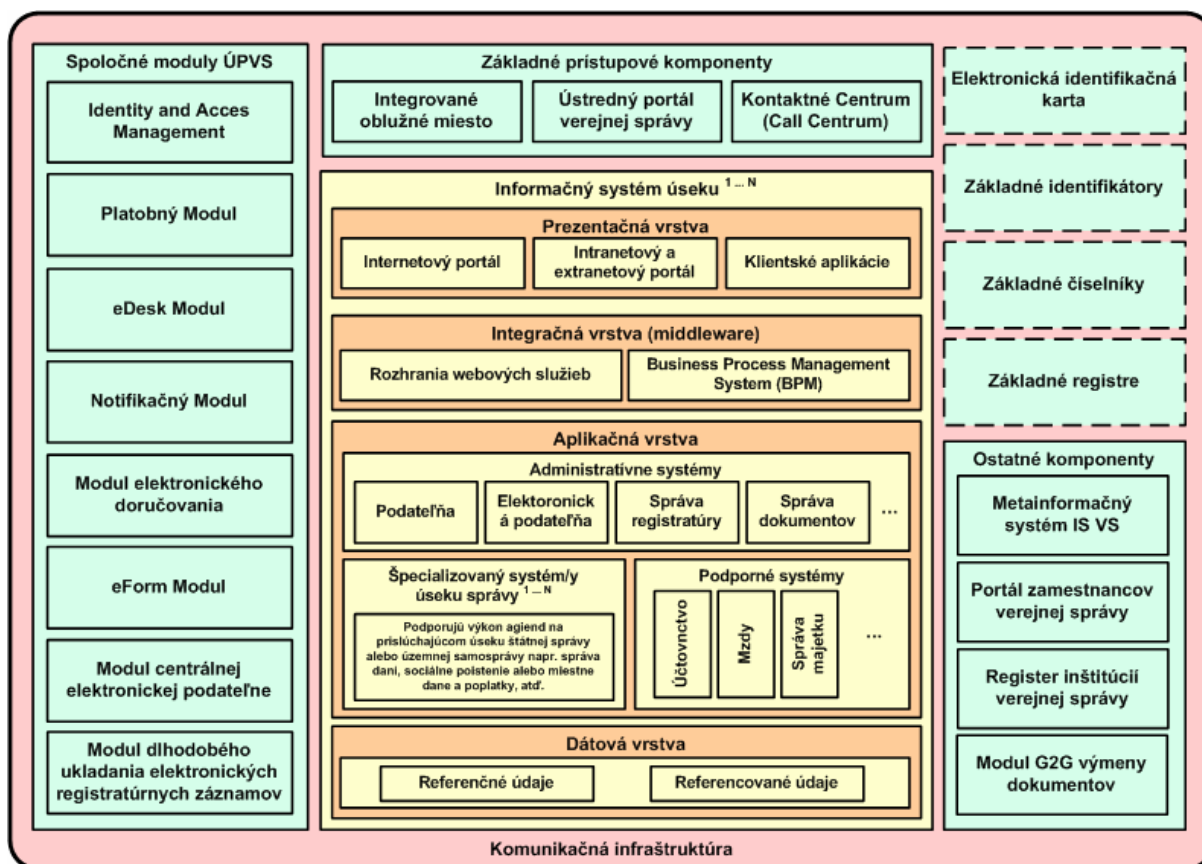 Spoločné moduly ÚPVS
Identity and Acces
Management
Platobný Modul
eDesk Modul
Notifikačný Modul
Modul elektronického
doručovania
eForm Modul
Modul centrálnej
elektronickej podateľne
Modul dlhodobého
ukladania elektronických
registratúrnych záznamov
Základné prístupové komponenty
Integrované
oblužné miesto
Ústredný portál
verejnej správy
Kontaktné Centrum
(Call Centrum)
Informačný systém úseku 1 ... N
Prezentačná vrstva
Internetový portál
Intranetový a
extranetový portál
Klientské aplikácie
Integračná vrstva (middleware)
Rozhrania webových služieb
Business Process Management
System (BPM)
Aplikačná vrstva
Administratívne systémy
Podateľňa
Elektoronick
á podateľňa
Správa
registratúry
Správa
dokumentov
...
Špecializovaný systém/y
úseku správy 1 ... N
Podporujú výkon agiend na
prislúchajúcom úseku štátnej správy
alebo územnej samosprávy napr. správa
daní, sociálne poistenie alebo miestne
dane a poplatky, atď.
Podporné systémy
Účtovnctvo
Mzdy
Správa
majetku
...
Dátová vrstva
Referenčné údaje
Referencované údaje
Elektronická identifikačná
karta
Základné identifikátory
Základné číselníky
Základné registre
Ostatné komponenty
Metainformačný
systém IS VS
Portál zamestnancov
verejnej správy
Register inštitúcií
verejnej správy
Modul G2G výmeny
dokumentov
Komunikačná infraštruktúra